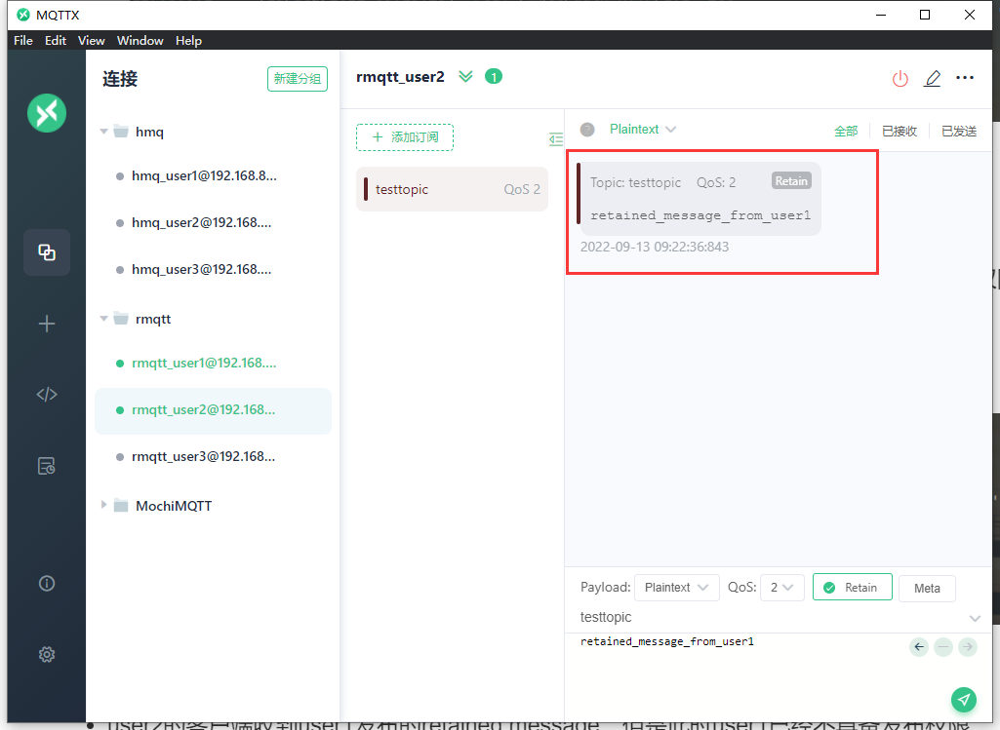 MQTTX
File Edit View Window Help
连接
新建分组
hmq
hmq_user1@192.168.8...
hmq_user2@192.168....
hmq_user3@192.168....
rmqtt
rmqtt_user1@192.168....
rmqtt_user2@192.168...
rmqtt_user3@192.168...
MochiMQTT
rmqtt_user2 1
添加订阅
testtopic QoS 2
Plaintext 全部 已接收 已发送
Topic: testtopic QoS: 2 Retain
retained_message_from_user1
2022-09-13 09:22:36:843
Payload: Plaintext QoS: 2 Retain Meta
testtopic
retained_message_from_user1
user2的客户端收到user1发布的retained message，但是此时user1已经不具备发布权限